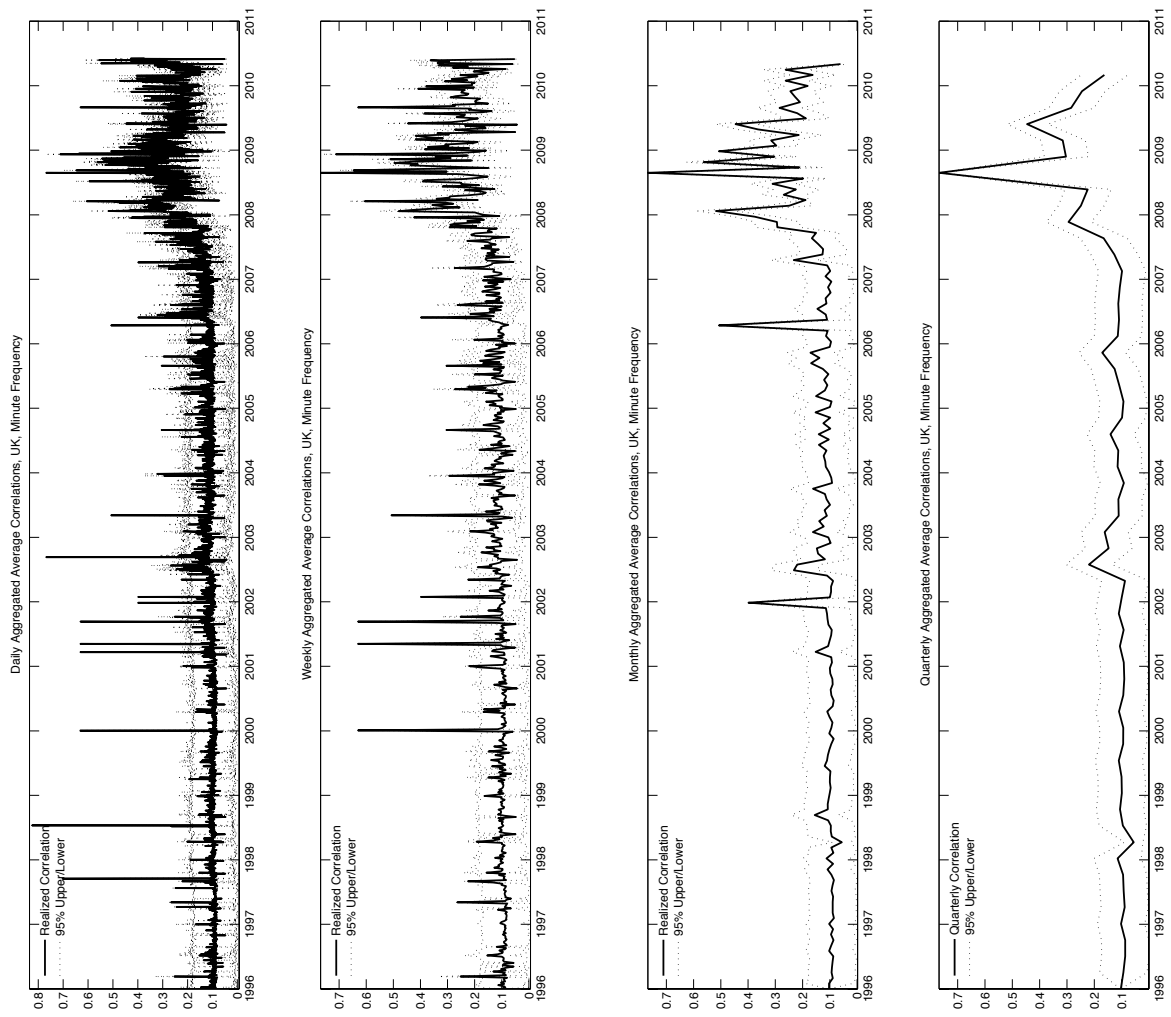 Daily Aggregated Average Correlations, UK, Minute Frequency
0.8
0.7
0.6
0.5
0.4
0.3
0.2
0.1
0
Realized Correlation
95% Upper/Lower
1996 1997 1998 1999 2000 2001 2002 2003 2004 2005 2006 2007 2008 2009 2010 2011
Weekly Aggregated Average Correlations, UK, Minute Frequency
0.7
0.6
0.5
0.4
0.3
0.2
0.1
0
Realized Correlation
95% Upper/Lower
1996 1997 1998 1999 2000 2001 2002 2003 2004 2005 2006 2007 2008 2009 2010 2011
Monthly Aggregated Average Correlations, UK, Minute Frequency
0.7
0.6
0.5
0.4
0.3
0.2
0.1
0
Realized Correlation
95% Upper/Lower
1996 1997 1998 1999 2000 2001 2002 2003 2004 2005 2006 2007 2008 2009 2010 2011
Quarterly Aggregated Average Correlations, UK, Minute Frequency
0.7
0.6
0.5
0.4
0.3
0.2
0.1
Quarterly Correlation
95% Upper/Lower
1996 1997 1998 1999 2000 2001 2002 2003 2004 2005 2006 2007 2008 2009 2010 2011